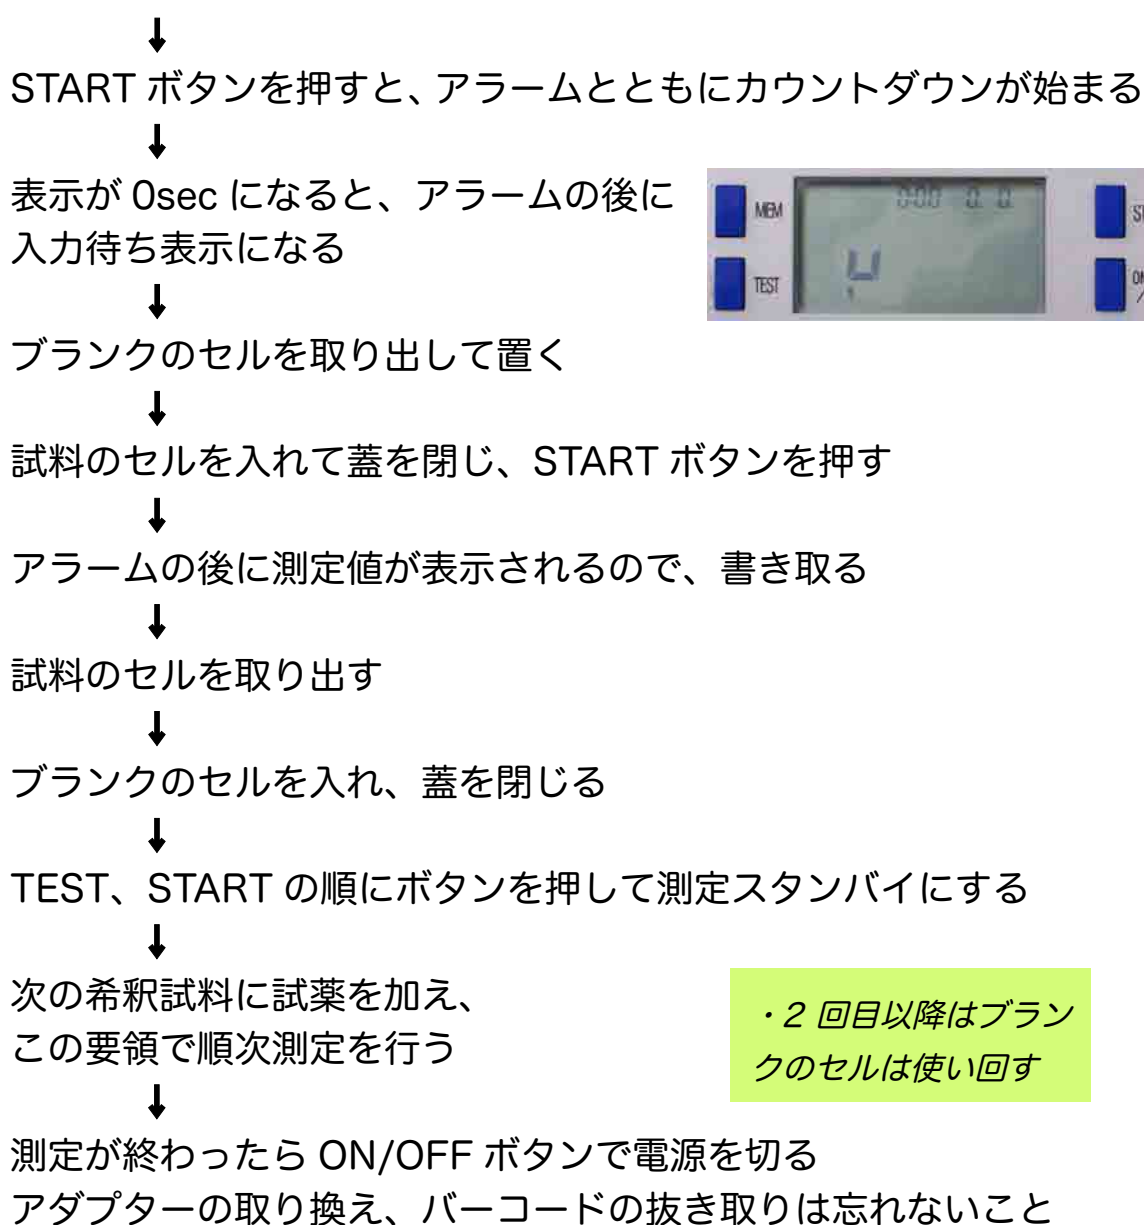 START ボタンを押すと、アラームとともにカウントダウンが始まる
表示が 0sec になると、アラームの後に
入力待ち表示になる
MEM
TEST
0:00 0. 0.
ブランクのセルを取り出して置く
試料のセルを入れて蓋を閉じ、START ボタンを押す
アラームの後に測定値が表示されるので、書き取る
試料のセルを取り出す
ブランクのセルを入れ、蓋を閉じる
TEST、START の順にボタンを押して測定スタンバイにする
次の希釈試料に試薬を加え、
この要領で順次測定を行う
・2 回目以降はブラン
クのセルは使い回す
測定が終わったら ON/OFF ボタンで電源を切る
アダプターの取り換え、バーコードの抜き取りは忘れないこと